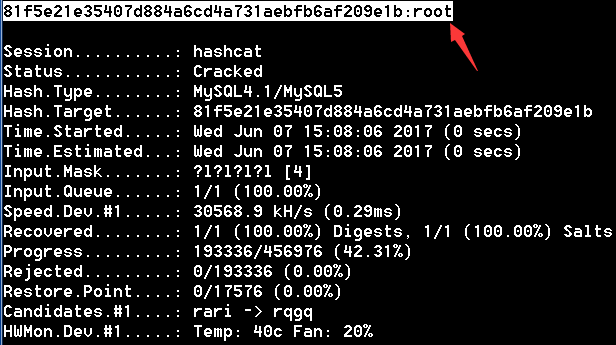 81f5e21e35407d884a6cd4a731aebfb6af209e1b:root
Session..........: hashcat
Status...........: Cracked
Hash.Type........: MySQL4.1/MySQL5
Hash.Target......: 81f5e21e35407d884a6cd4a731aebfb6af209e1b
Time.Started.....: Wed Jun 07 15:08:06 2017 (0 secs)
Time.Estimated...: Wed Jun 07 15:08:06 2017 (0 secs)
Input.Mask.......: ?l?l?l?l [4]
Input.Queue......: 1/1 (100.00%)
Speed.Dev.#1.....: 30568.9 kH/s (0.29ms)
Recovered........: 1/1 (100.00%) Digests, 1/1 (100.00%) Salts
Progress.........: 193336/456976 (42.31%)
Rejected.........: 0/193336 (0.00%)
Restore.Point....: 0/17576 (0.00%)
Candidates.#1....: rari -> rqgq
HWMon.Dev.#1.....: Temp: 40c Fan: 20%